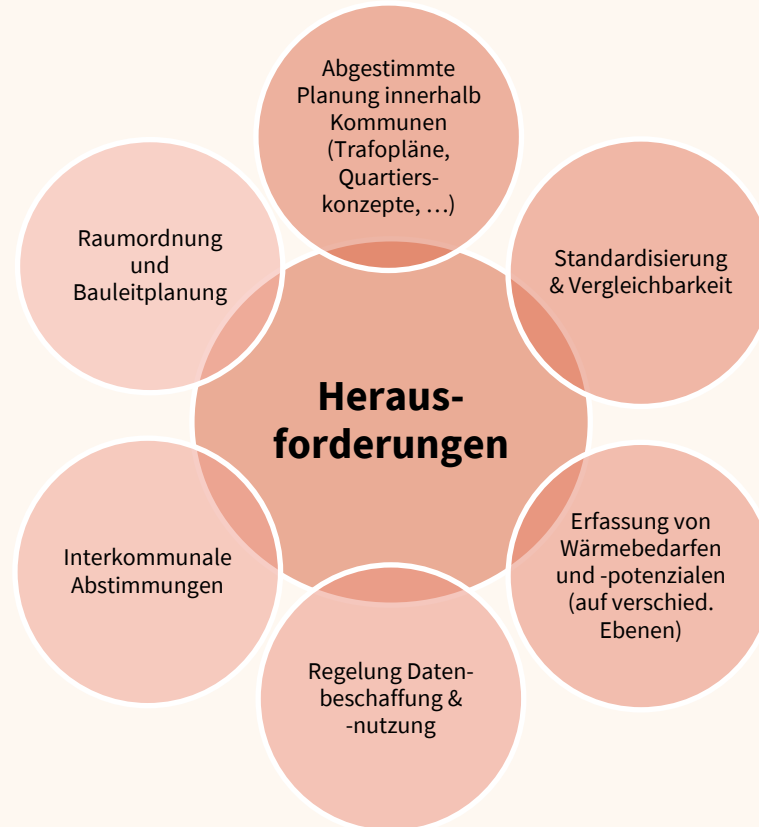 Abgestimmte
Planung innerhalb
Kommunen
(Trafopläne,
Quartiers-
konzepte, …)
Standardisierung
& Vergleichbarkeit
Erfassung von
Wärmebedarfen
und -potenzialen
(auf verschied.
Ebenen)
Regelung Daten-
beschaffung &
-nutzung
Interkommunale
Abstimmungen
Raumordnung
und
Bauleitplanung
Heraus-
forderungen